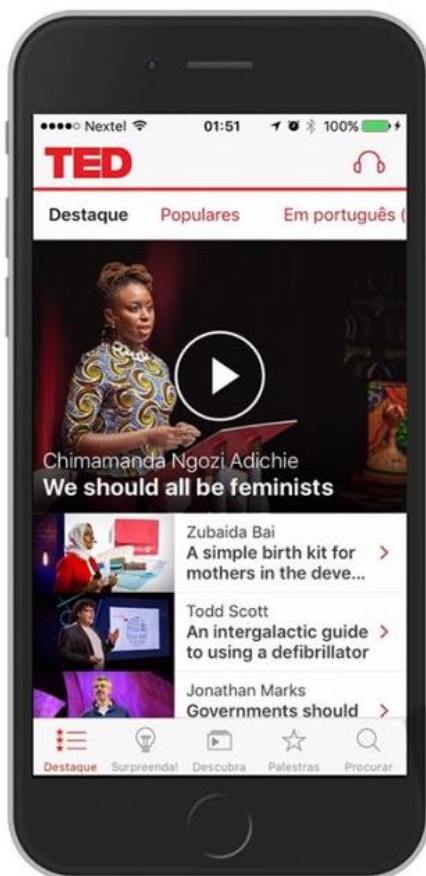 Nextel 01:51 100%
TED
Destaque Populares Em português (
Chimamanda Ngozi Adichie
We should all be feminists
Zubaida Bai
A simple birth kit for
mothers in the deve...
Todd Scott
An intergalactic guide
to using a defibrillator
Jonathan Marks
Governments should
Destaque Surpreenda! Descubra Palestras Procurar